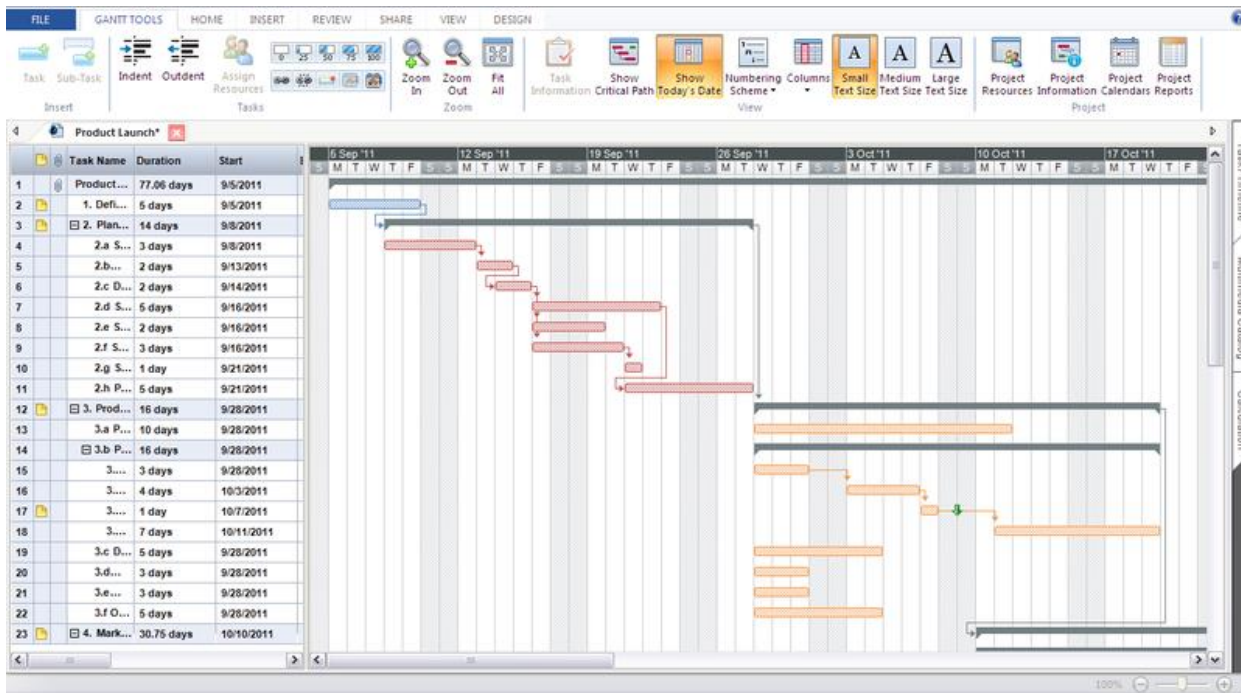 FILE GANTT TOOLS HOME INSERT REVIEW SHARE VIEW DESIGN
0 25 50 75 100
Task Sub-Task Indent Outdent Assign Resources Zoom In Zoom Out Fit All Task Information Show Critical Path Show Today's Date Numbering Scheme Columns Small Text Size Medium Text Size Large Text Size Project Resources Project Information Project Calendars Project Reports
Insert Tasks Zoom View Project
Product Launch*
Task Name Duration Start
12 Sep '11 19 Sep '11 26 Sep '11 3 Oct '11 10 Oct '11 17 Oct '11
S M T W T F S S M T W T F S S M T W T F S S M T W T F S S M T W T F S S M T W T F S S M T W T F
1 Product... 77.06 days 9/5/2011
2 1. Defi... 5 days 9/5/2011
3 2. Plan... 14 days 9/8/2011
4 2.a S... 3 days 9/8/2011
5 2.b... 2 days 9/13/2011
6 2.c D... 2 days 9/14/2011
7 2.d S... 5 days 9/16/2011
8 2.e S... 2 days 9/16/2011
9 2.f S... 3 days 9/16/2011
10 2.g S... 1 day 9/21/2011
11 2.h P... 5 days 9/21/2011
12 3. Prod... 16 days 9/28/2011
13 3.a P... 10 days 9/28/2011
14 3.b P... 16 days 9/28/2011
15 3.... 3 days 9/28/2011
16 3.... 4 days 10/3/2011
17 3.... 1 day 10/7/2011
18 3.... 7 days 10/11/2011
19 3.c D... 5 days 9/28/2011
20 3.d... 3 days 9/28/2011
21 3.e... 3 days 9/28/2011
22 3.f O... 5 days 9/28/2011
23 4. Mark... 30.75 days 10/10/2011
100%